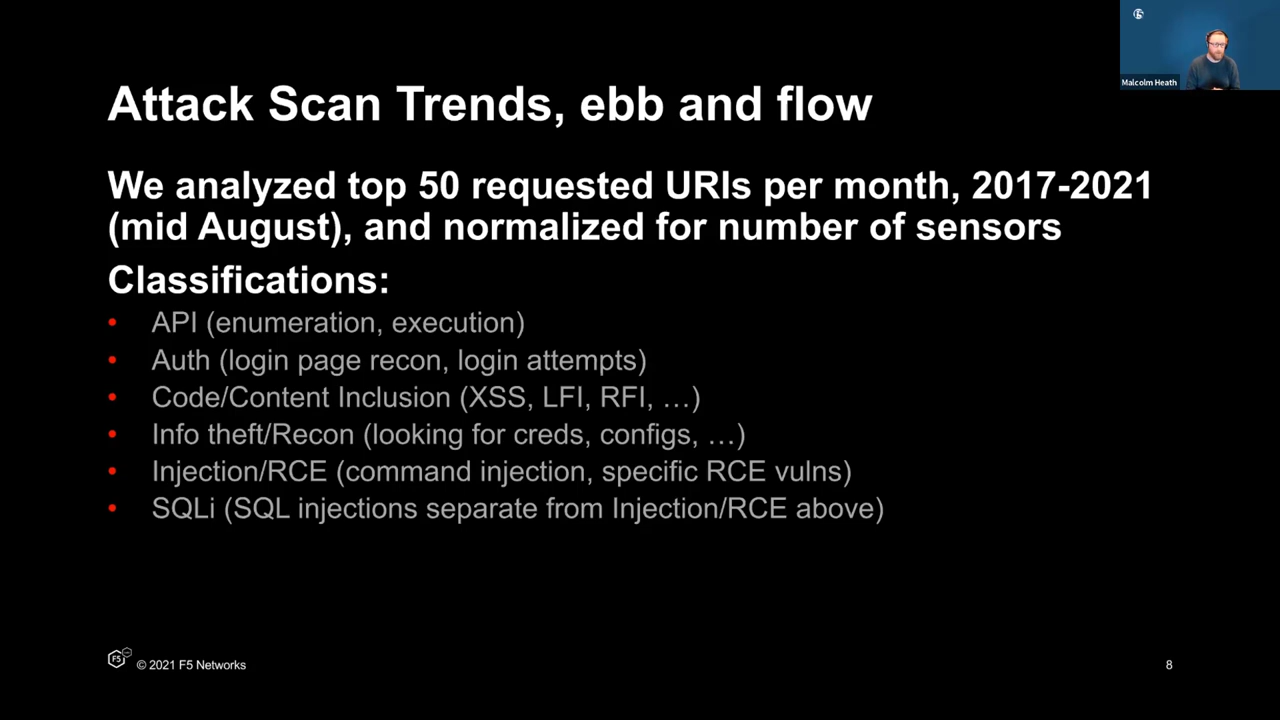 Malcolm Heath
Attack Scan Trends, ebb and flow
We analyzed top 50 requested URIs per month, 2017-2021
(mid August), and normalized for number of sensors
Classifications:
• API (enumeration, execution)
• Auth (login page recon, login attempts)
• Code/Content Inclusion (XSS, LFI, RFI, …)
• Info theft/Recon (looking for creds, configs, …)
• Injection/RCE (command injection, specific RCE vulns)
• SQLi (SQL injections separate from Injection/RCE above)
F5 © 2021 F5 Networks
8